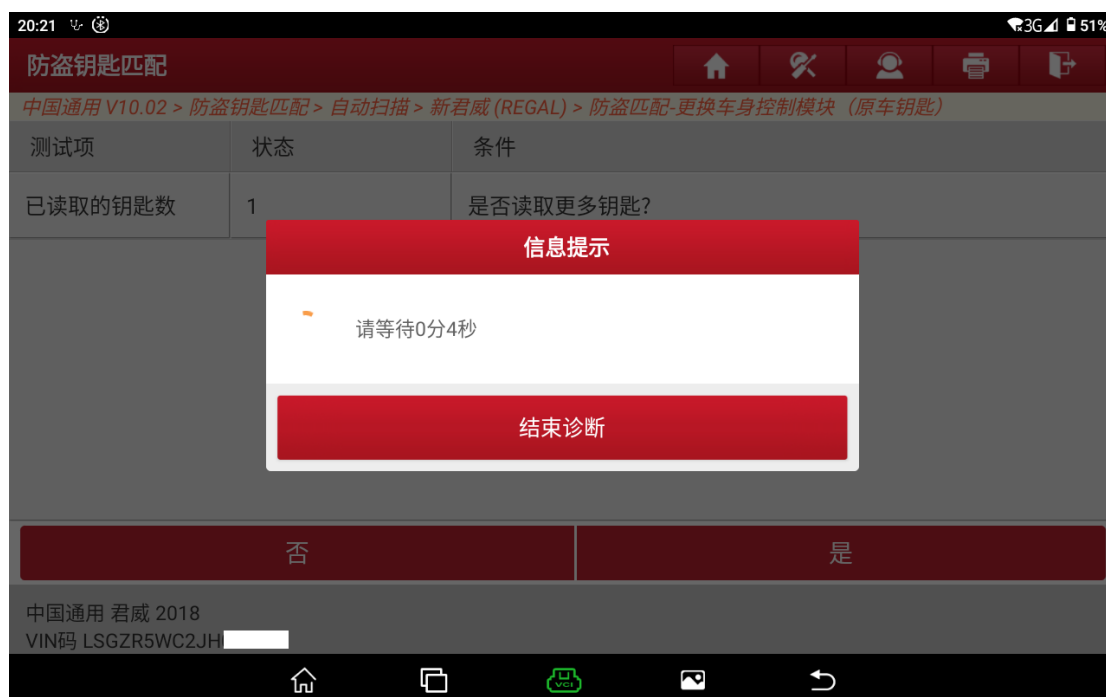 20:21 3G 51%
防盗钥匙匹配
中国通用 V10.02 > 防盗钥匙匹配 > 自动扫描 > 新君威 (REGAL) > 防盗匹配-更换车身控制模块（原车钥匙）
测试项 状态 条件
已读取的钥匙数 1 是否读取更多钥匙?
信息提示
请等待0分4秒
结束诊断
否 是
中国通用 君威 2018
VIN码 LSGZR5WC2JH
VCI